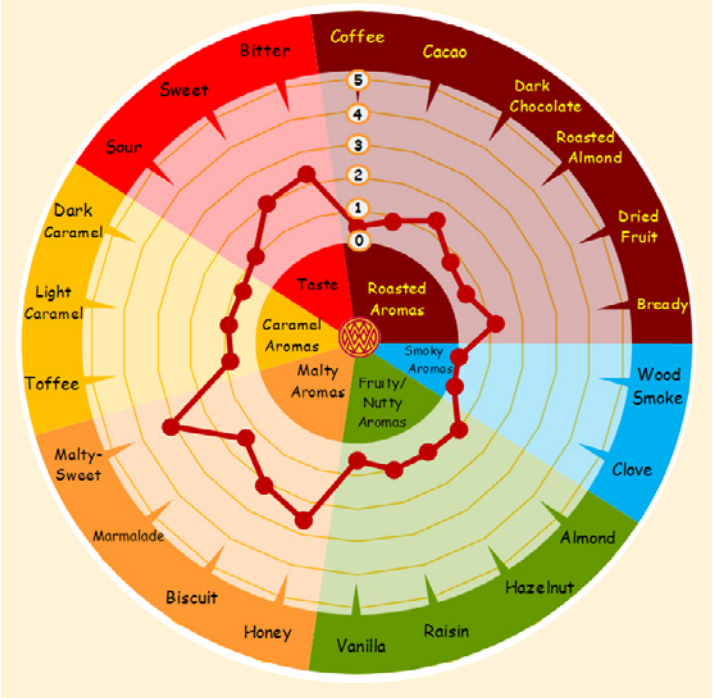 Coffee
Cacao
Dark
Chocolate
Roasted
Almond
Dried
Fruit
Bready
Wood
Smoke
Clove
Almond
Hazelnut
Raisin
Vanilla
Honey
Biscuit
Marmalade
Malty-
Sweet
Toffee
Light
Caramel
Dark
Caramel
Sour
Sweet
Bitter
5
4
3
2
1
0
Taste
Roasted
Aromas
Caramel
Aromas
Smoky
Aromas
Malty
Aromas
Fruity/
Nutty
Aromas